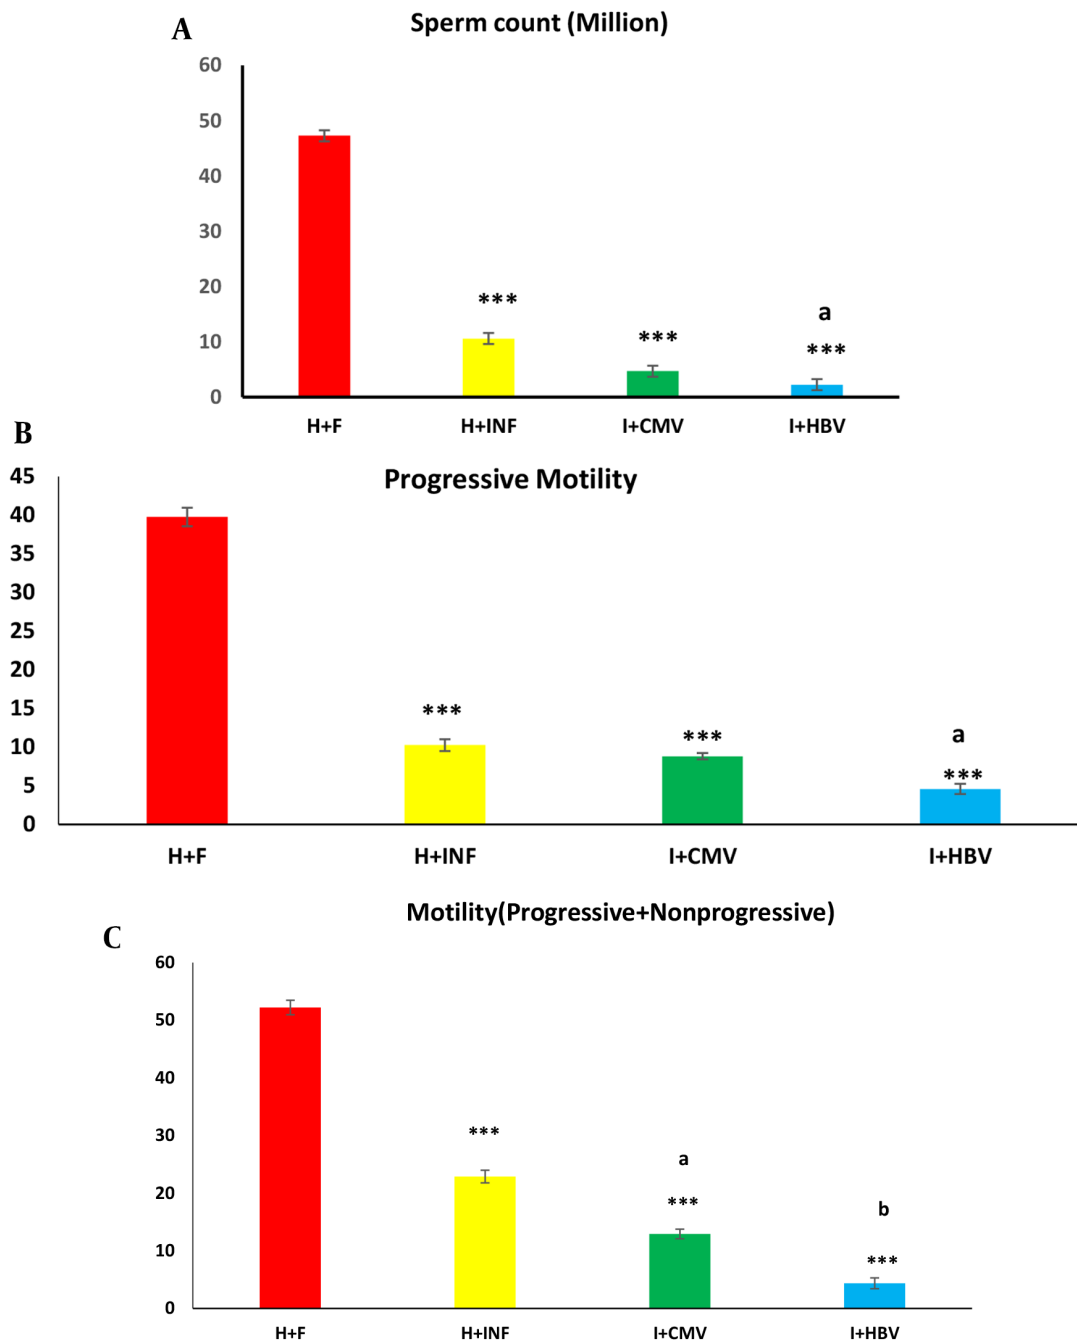 A
Sperm count (Million)
60
50
40
30
20
10
0
***
***
a
***
H+F H+INF I+CMV I+HBV
B
Progressive Motility
45
40
35
30
25
20
15
10
5
0
***
***
a
***
H+F H+INF I+CMV I+HBV
C
Motility(Progressive+Nonprogressive)
60
50
40
30
20
10
0
***
a
***
b
***
H+F H+INF I+CMV I+HBV